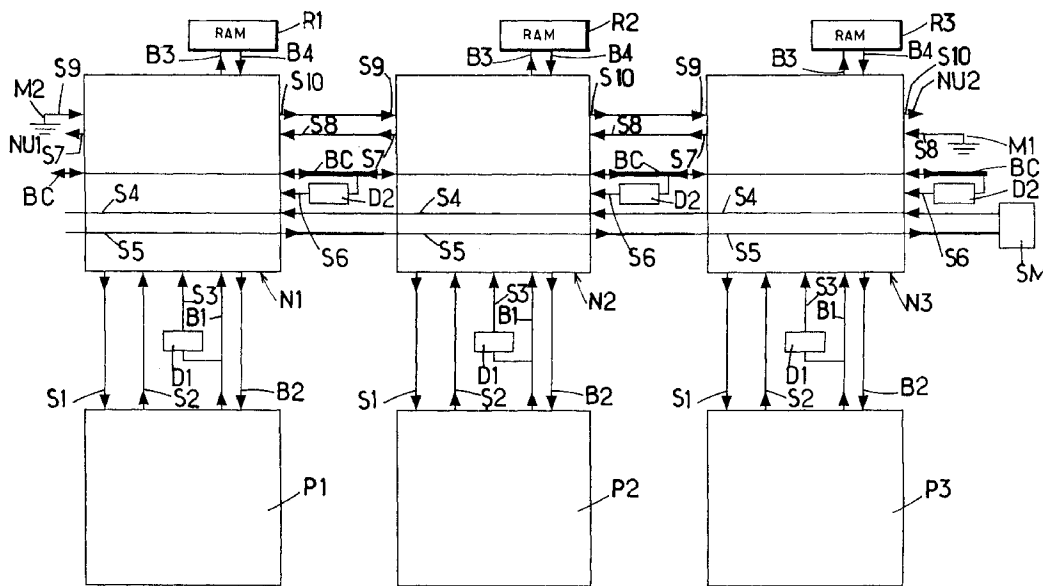 RAM R1 RAM R2 RAM R3
B3 B4 B3 B4 B3 B4
S9 S10 S9 S10 S9 S10
M2 NU2
S8 S8
NU1 S7 S7 S7 S8 M1
BC BC BC BC
D2 D2 D2
S4 S4 S4
S5 S6 S5 S6 S5 S6 SM
N1 N2 N3
S3 S3 S3
B1 B1 B1
D1 D1 D1
S1 S2 B2 S1 S2 B2 S1 S2 B2
P1 P2 P3